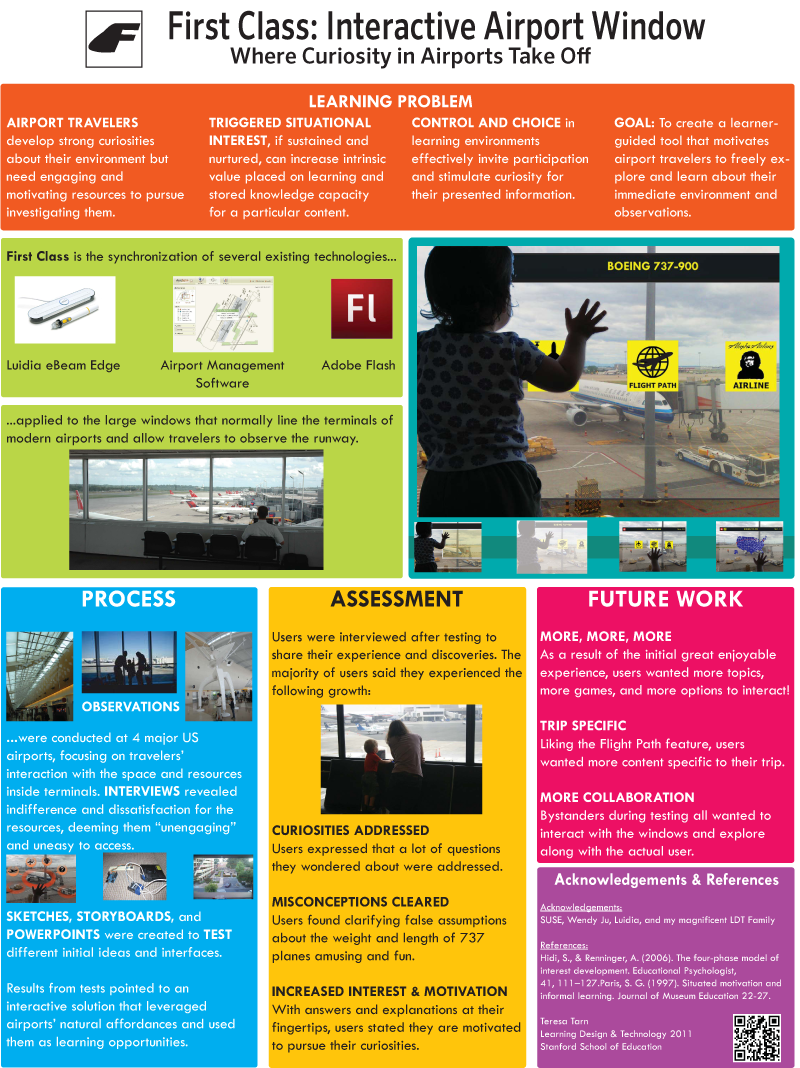 First Class: Interactive Airport Window
Where Curiosity in Airports Take Off
LEARNING PROBLEM
AIRPORT TRAVELERS
develop strong curiosities
about their environment but
need engaging and
motivating resources to pursue
investigating them.
TRIGGERED SITUATIONAL
INTEREST, if sustained and
nurtured, can increase intrinsic
value placed on learning and
stored knowledge capacity
for a particular content.
CONTROL AND CHOICE in
learning environments
effectively invite participation
and stimulate curiosity for
their presented information.
GOAL: To create a learner-
guided tool that motivates
airport travelers to freely ex-
plore and learn about their
immediate environment and
observations.
First Class is the synchronization of several existing technologies...
Fl
Luidia eBeam Edge
Airport Management
Software
Adobe Flash
...applied to the large windows that normally line the terminals of
modern airports and allow travelers to observe the runway.
BOEING 737-900
FLIGHT PATH
Alaska Airlines
AIRLINE
PROCESS
OBSERVATIONS
...were conducted at 4 major US
airports, focusing on travelers'
interaction with the space and resources
inside terminals. INTERVIEWS revealed
indifference and dissatisfaction for the
resources, deeming them "unengaging"
and uneasy to access.
SKETCHES, STORYBOARDS, and
POWERPOINTS were created to TEST
different initial ideas and interfaces.
Results from tests pointed to an
interactive solution that leveraged
airports' natural affordances and used
them as learning opportunities.
ASSESSMENT
Users were interviewed after testing to
share their experience and discoveries. The
majority of users said they experienced the
following growth:
CURIOSITIES ADDRESSED
Users expressed that a lot of questions
they wondered about were addressed.
MISCONCEPTIONS CLEARED
Users found clarifying false assumptions
about the weight and length of 737
planes amusing and fun.
INCREASED INTEREST & MOTIVATION
With answers and explanations at their
fingertips, users stated they are motivated
to pursue their curiosities.
FUTURE WORK
MORE, MORE, MORE
As a result of the initial great enjoyable
experience, users wanted more topics,
more games, and more options to interact!
TRIP SPECIFIC
Liking the Flight Path feature, users
wanted more content specific to their trip.
MORE COLLABORATION
Bystanders during testing all wanted to
interact with the windows and explore
along with the actual user.
Acknowledgements & References
Acknowledgements:
SUSE, Wendy Ju, Luidia, and my magnificent LDT Family
References:
Hidi, S., & Renninger, A. (2006). The four-phase model of
interest development. Educational Psychologist,
41, 111–127.Paris, S. G. (1997). Situated motivation and
informal learning. Journal of Museum Education 22-27.
Teresa Tarn
Learning Design & Technology 2011
Stanford School of Education